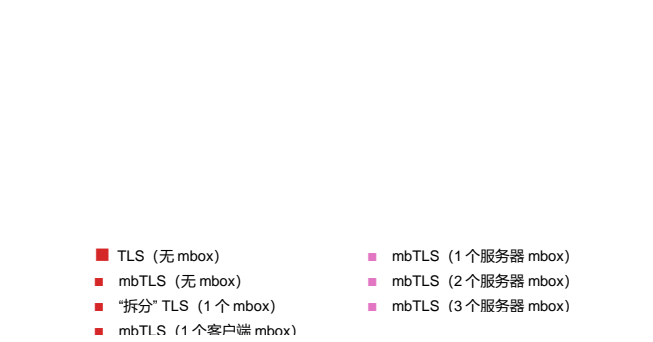 TLS（无 mbox）
mbTLS（无 mbox）
“拆分” TLS（1 个 mbox）
mbTLS（1 个客户端 mbox）
mbTLS（1 个服务器 mbox）
mbTLS（2 个服务器 mbox）
mbTLS（3 个服务器 mbox）